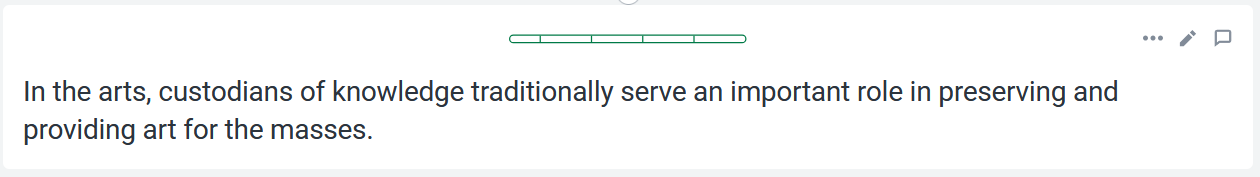 In the arts, custodians of knowledge traditionally serve an important role in preserving and
providing art for the masses.